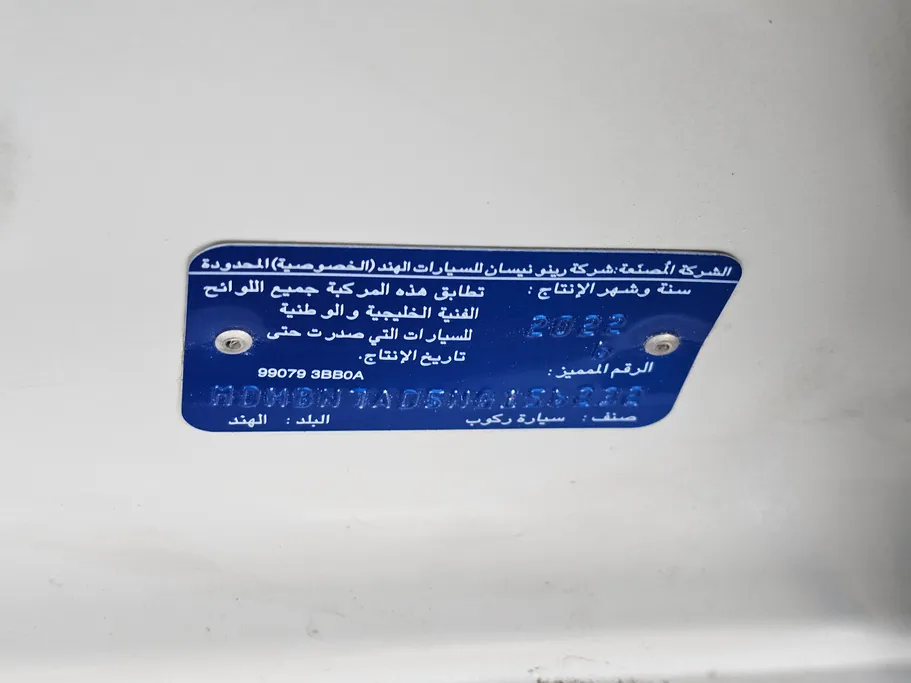 الشركة المصنعة:شركة رينو نيسان للسيارات الهند (الخصوصية) المحدودة
سنة وشهر الإنتاج :
2022
تطابق هذه المركبة جميع اللوائح
الفنية الخليجية والوطنية
للسيارات التي صدرت حتى
تاريخ الإنتاج.
الرقم المميز:
99079 3BB0A
صنف : سيارة ركوب
البلد : الهند